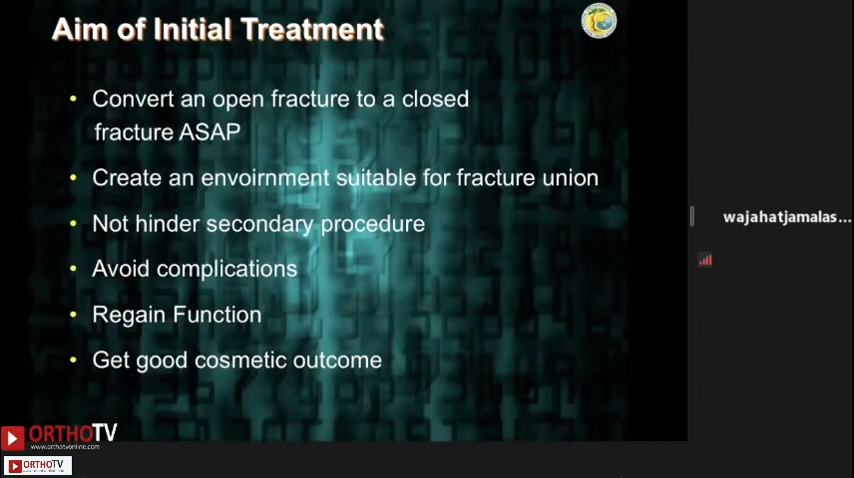 Aim of Initial Treatment
• Convert an open fracture to a closed
fracture ASAP
• Create an envoirnment suitable for fracture union
• Not hinder secondary procedure
• Avoid complications
• Regain Function
• Get good cosmetic outcome
wajahatjamalas...
ORTHOTV
www.orthotvonline.com
ORTHOTV